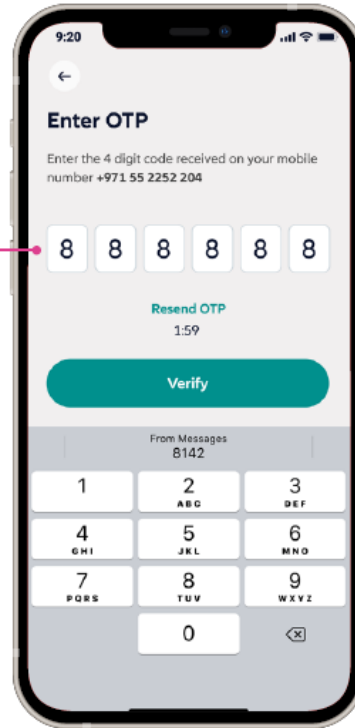 9:20
Enter OTP
Enter the 4 digit code received on your mobile
number +971 55 2252 204
8 8 8 8 8 8
Resend OTP
1:59
Verify
From Messages
8142
1 2 3
ABC DEF
4 5 6
GHI JKL MNO
7 8 9
PQRS TUV WXYZ
0